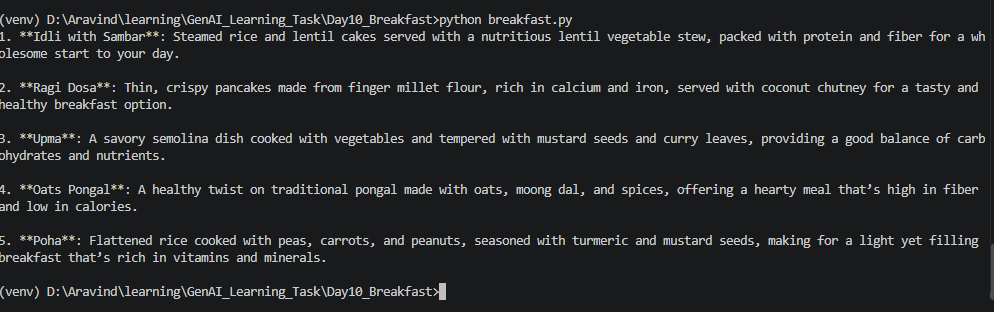 (venv) D:\Aravind\learning\GenAI_Learning_Task\Day10_Breakfast>python breakfast.py
1. **Idli with Sambar**: Steamed rice and lentil cakes served with a nutritious lentil vegetable stew, packed with protein and fiber for a wh
olesome start to your day.
2. **Ragi Dosa**: Thin, crispy pancakes made from finger millet flour, rich in calcium and iron, served with coconut chutney for a tasty and
healthy breakfast option.
3. **Upma**: A savory semolina dish cooked with vegetables and tempered with mustard seeds and curry leaves, providing a good balance of carb
ohydrates and nutrients.
4. **Oats Pongal**: A healthy twist on traditional pongal made with oats, moong dal, and spices, offering a hearty meal that’s high in fiber
and low in calories.
5. **Poha**: Flattened rice cooked with peas, carrots, and peanuts, seasoned with turmeric and mustard seeds, making for a light yet filling
breakfast that’s rich in vitamins and minerals.
(venv) D:\Aravind\learning\GenAI_Learning_Task\Day10_Breakfast>